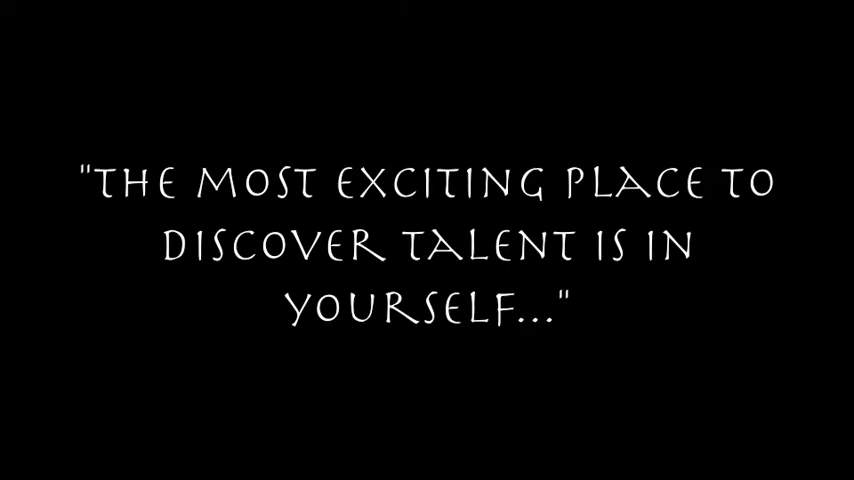 "THE MOST EXCITING PLACE TO
DISCOVER TALENT IS IN
YOURSELF..."